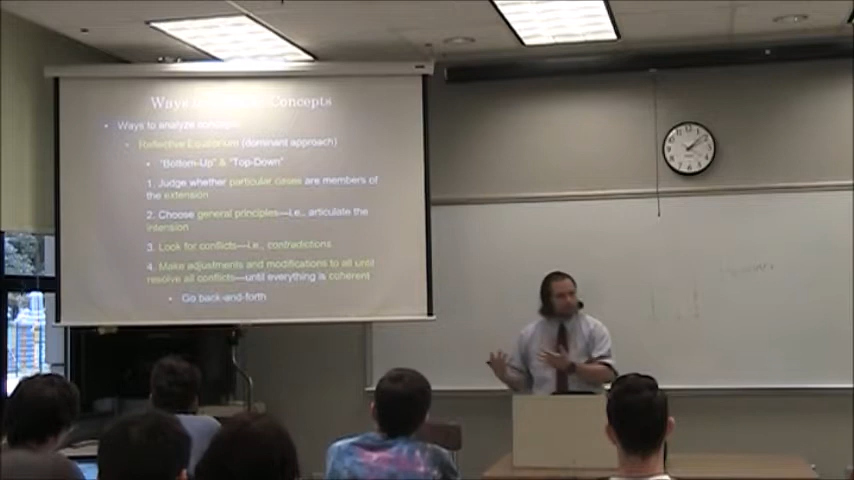 Ways Concepts
• Ways to analyze concepts
- Reflective Equilibrium (dominant approach)
• "Bottom-Up" & "Top-Down"
1. Judge whether particular cases are members of
the extension
2. Choose general principles—i.e., articulate the
intension
3. Look for conflicts—i.e., contradictions
4. Make adjustments and modifications to all until
resolve all conflicts—until everything is coherent
• Go back-and-forth